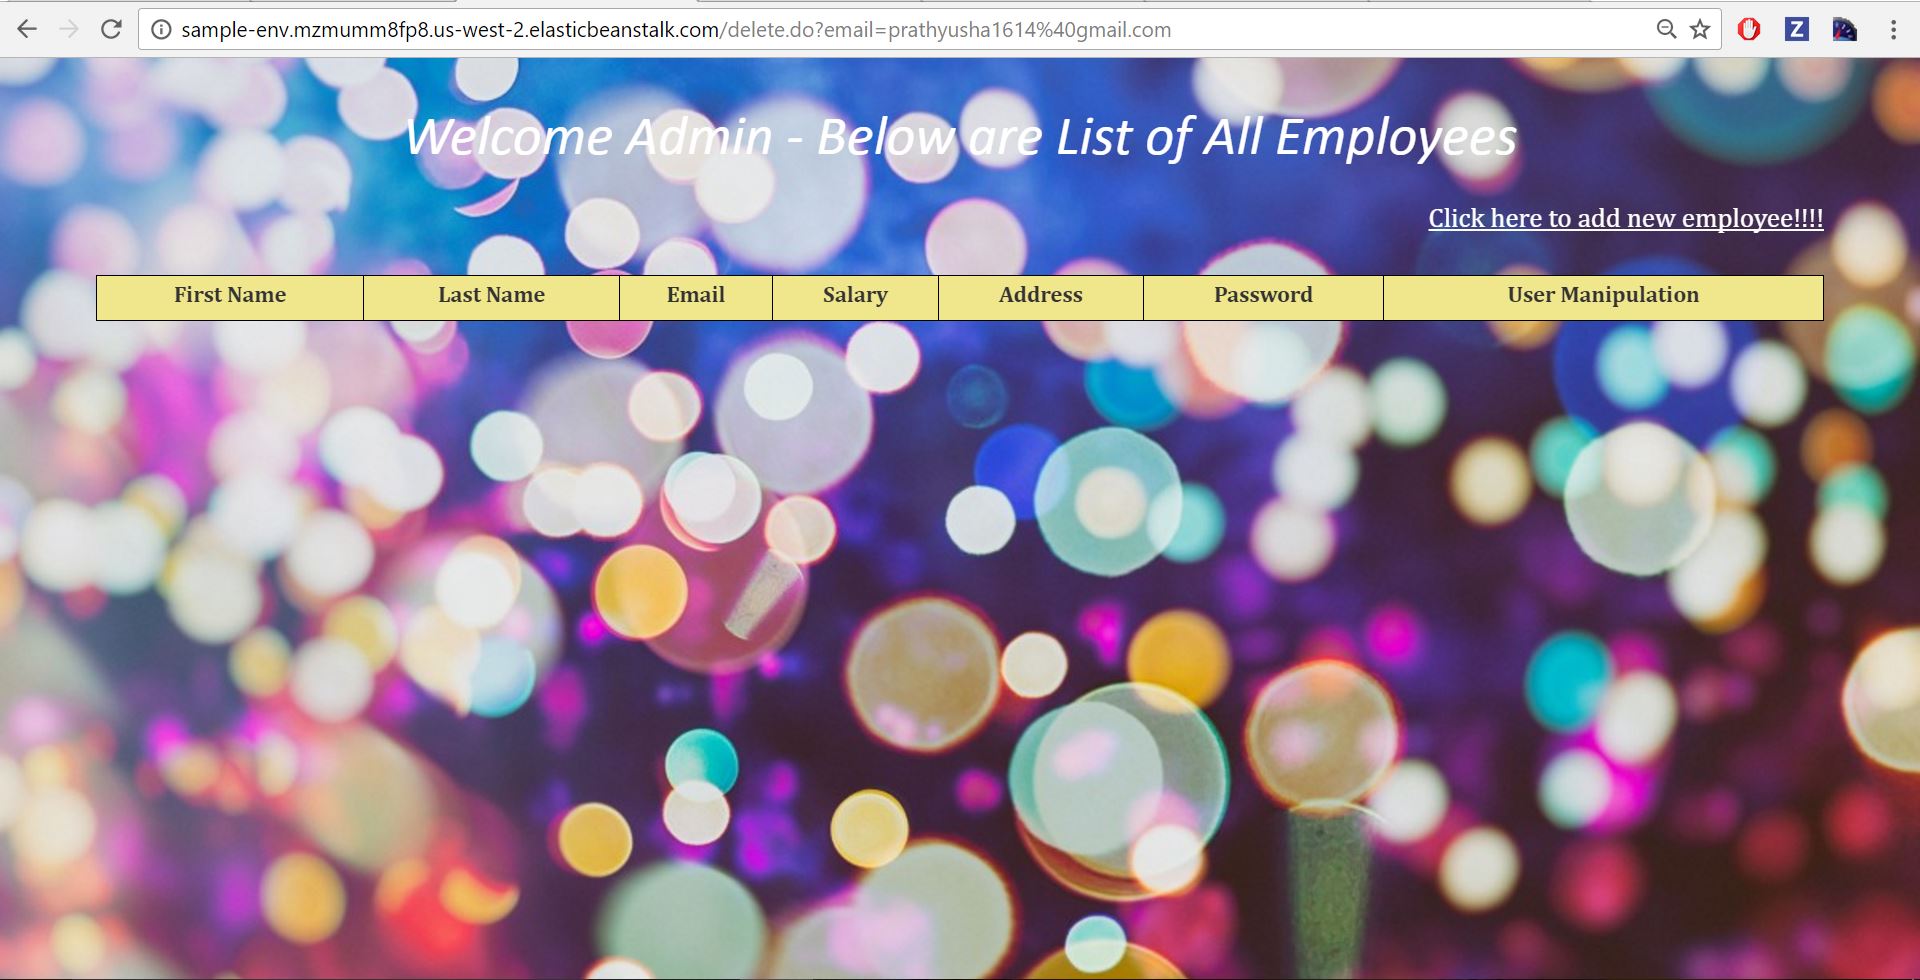 sample-env.mzmumm8fp8.us-west-2.elasticbeanstalk.com/delete.do?email=prathyusha1614%40gmail.com
Z
Welcome Admin - Below are List of All Employees
Click here to add new employee!!!!
First Name Last Name Email Salary Address Password User Manipulation